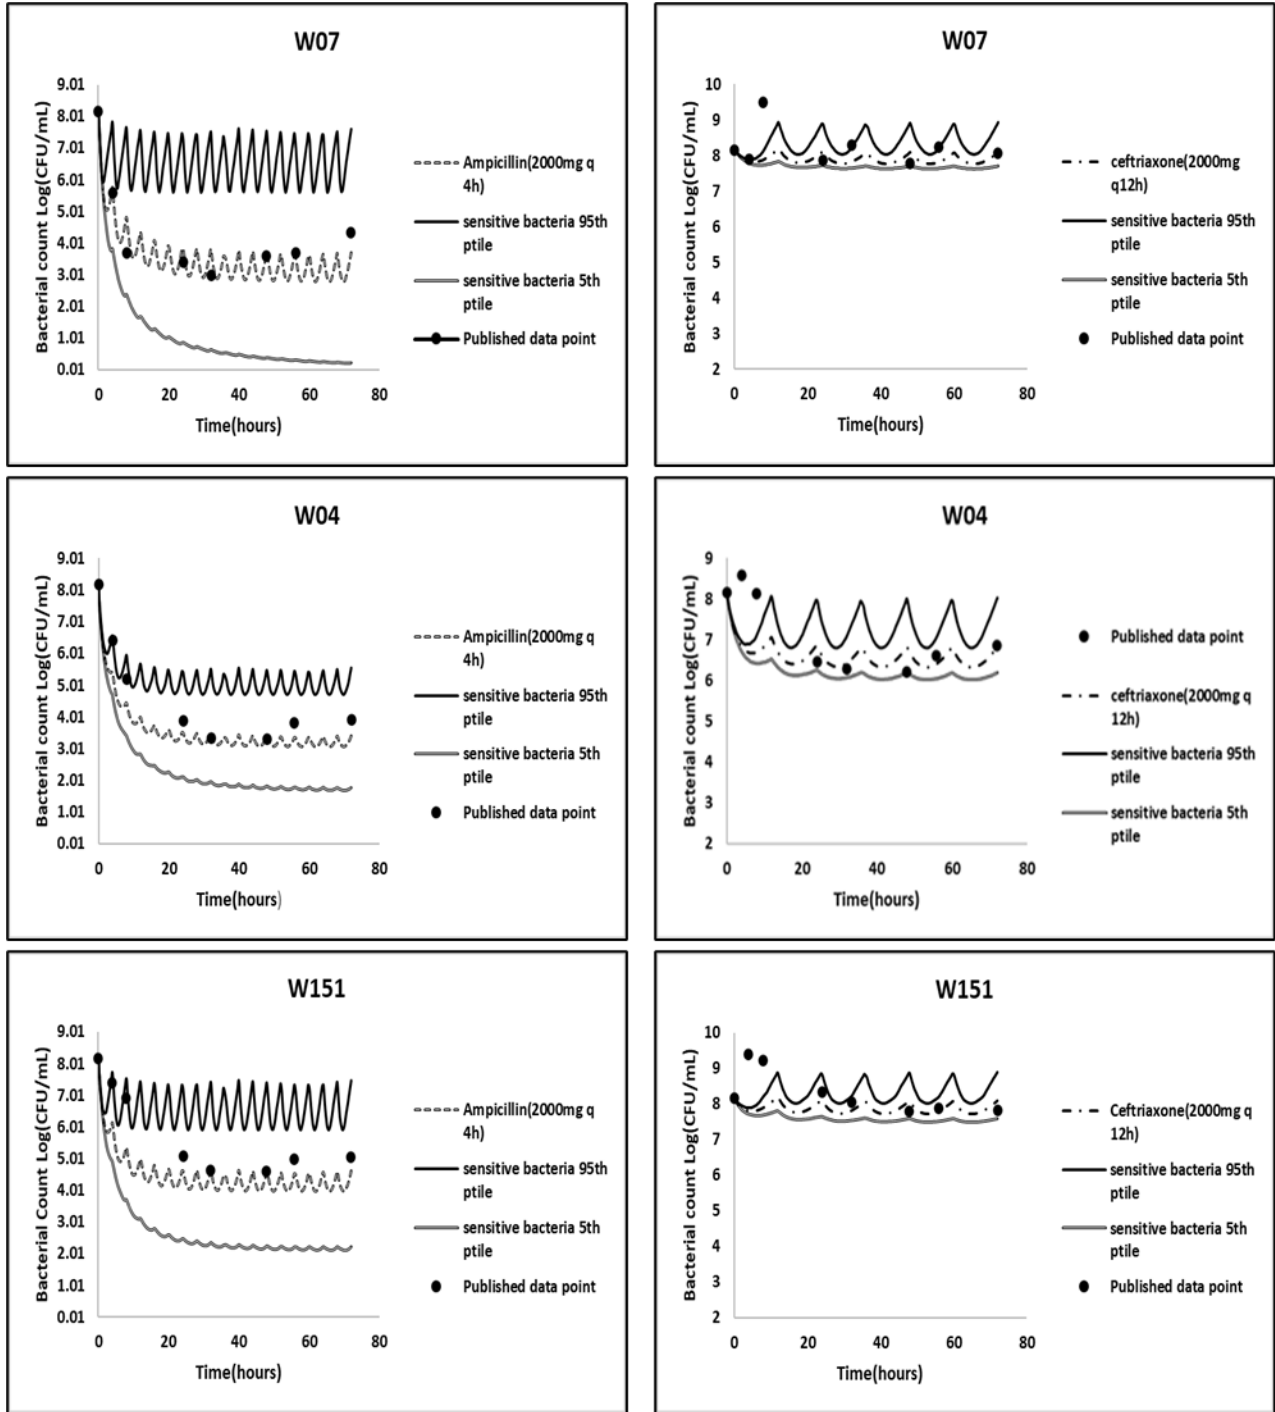 W07
Bacterial count Log(CFU/mL)
9.01
8.01
7.01
6.01
5.01
4.01
3.01
2.01
1.01
0.01
0 20 40 60 80
Time(hours)
Ampicillin(2000mg q
4h)
sensitive bacteria 95th
ptile
sensitive bacteria 5th
ptile
Published data point
W07
Bacterial count Log(CFU/mL)
10
9
8
7
6
5
4
3
2
0 20 40 60 80
Time(hours)
ceftriaxone(2000mg
q12h)
sensitive bacteria 95th
ptile
sensitive bacteria 5th
ptile
Published data point
W04
Bacterial count Log(CFU/mL)
9.01
8.01
7.01
6.01
5.01
4.01
3.01
2.01
1.01
0.01
0 20 40 60 80
Time(hours)
Ampicillin(2000mg q
4h)
sensitive bacteria 95th
ptile
sensitive bacteria 5th
ptile
Published data point
W04
Bacterial count Log(CFU/mL)
9
8
7
6
5
4
3
2
0 20 40 60 80
Time(hours)
Published data point
ceftriaxone(2000mg q
12h)
sensitive bacteria 95th
ptile
sensitive bacteria 5th
ptile
W151
Bacterial Count Log(CFU/mL)
9.01
8.01
7.01
6.01
5.01
4.01
3.01
2.01
1.01
0.01
0 20 40 60 80
Time(hours)
Ampicillin(2000mg q
4h)
sensitive bacteria 95th
ptile
sensitive bacteria 5th
ptile
Published data point
W151
Bacterial count Log(CFU/mL)
10
9
8
7
6
5
4
3
2
0 20 40 60 80
Time(hours)
Ceftriaxone(2000mg q
12h)
sensitive bacteria 95th
ptile
sensitive bacteria 5th
ptile
Published data point